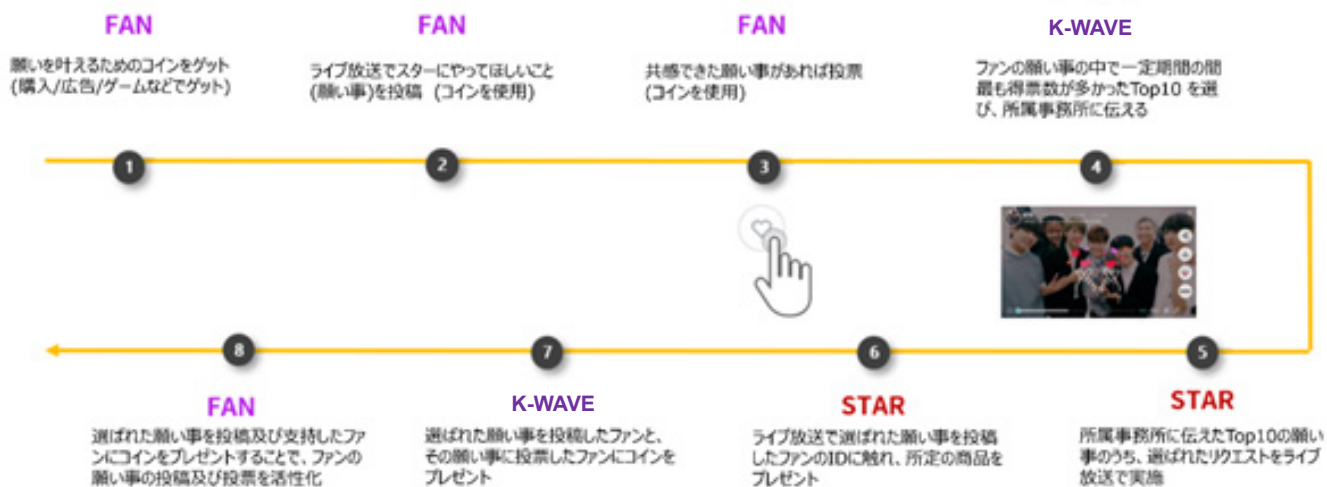 FAN
願いを叶えるためのコインをゲット
(購入/広告/ゲームなどでゲット)
FAN
ライブ放送でスターにやってほしいこと
(願い事)を投稿 (コインを使用)
FAN
共感できた願い事があれば投票
(コインを使用)
K-WAVE
ファンの願い事の中で一定期間の間
最も得票数が多かったTop10 を選
び、所属事務所に伝える
1
2
3
4
8
7
6
5
FAN
選ばれた願い事を投稿及び支持したファ
ンにコインをプレゼントすることで、ファンの
願い事の投稿及び投票を活性化
K-WAVE
選ばれた願い事を投稿したファンと、
その願い事に投票したファンにコインを
プレゼント
STAR
ライブ放送で選ばれた願い事を投稿
したファンのIDに触れ、所定の商品を
プレゼント
STAR
所属事務所に伝えたTop10の願い
事のうち、選ばれたリクエストをライブ
放送で実施